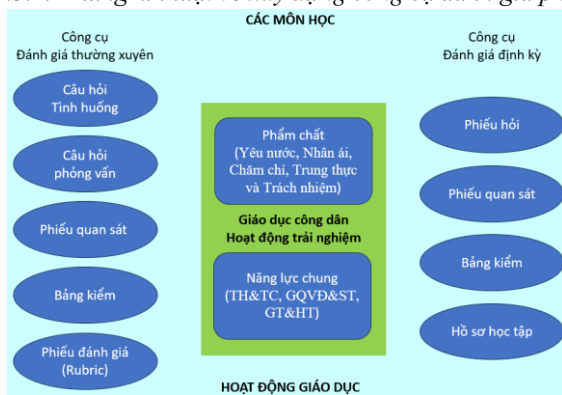 CÁC MÔN HỌC
Công cụ
Đánh giá thường xuyên
Câu hỏi
Tình huống
Câu hỏi
phỏng vấn
Phiếu quan sát
Bảng kiểm
Phiếu đánh giá
(Rubric)
Phẩm chất
(Yêu nước, Nhân ái,
Chăm chỉ, Trung thực
và Trách nhiệm)
Giáo dục công dân
Hoạt động trải nghiệm
Năng lực chung
(TH&TC, GQVĐ&ST,
GT&HT)
Công cụ
Đánh giá định kỳ
Phiếu hỏi
Phiếu quan sát
Bảng kiểm
Hồ sơ học tập
HOẠT ĐỘNG GIÁO DỤC